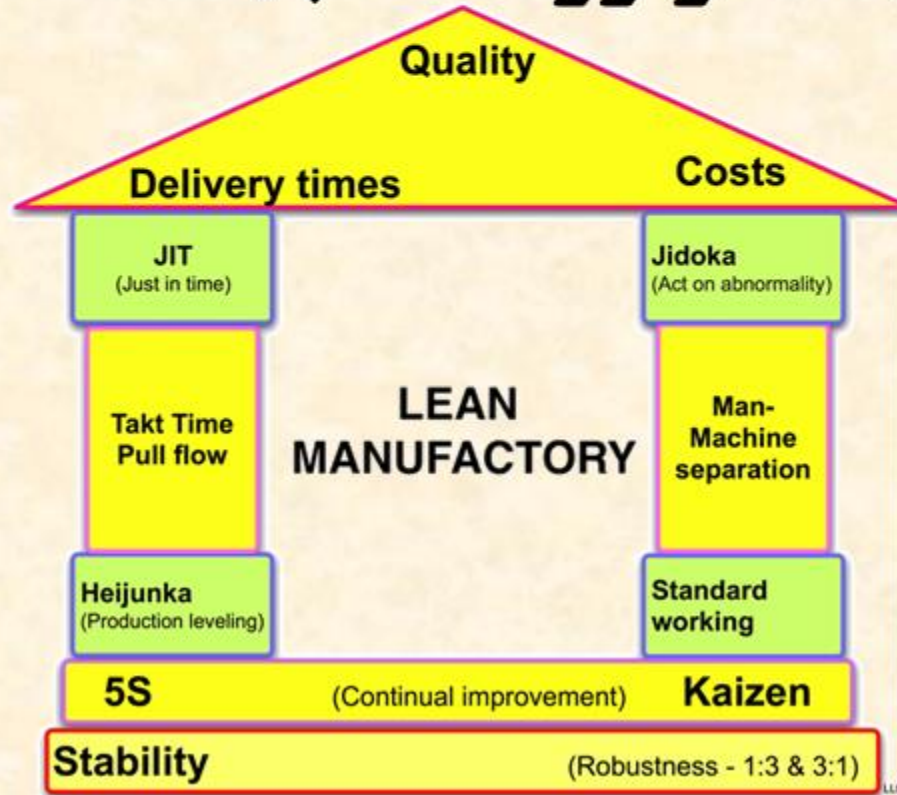 Quality
Delivery times
Costs
JIT
(Just in time)
Jidoka
(Act on abnormality)
Takt Time
Pull flow
LEAN
MANUFACTORY
Man-
Machine
separation
Heijunka
(Production leveling)
Standard
working
5S (Continual improvement) Kaizen
Stability (Robustness - 1:3 & 3:1)